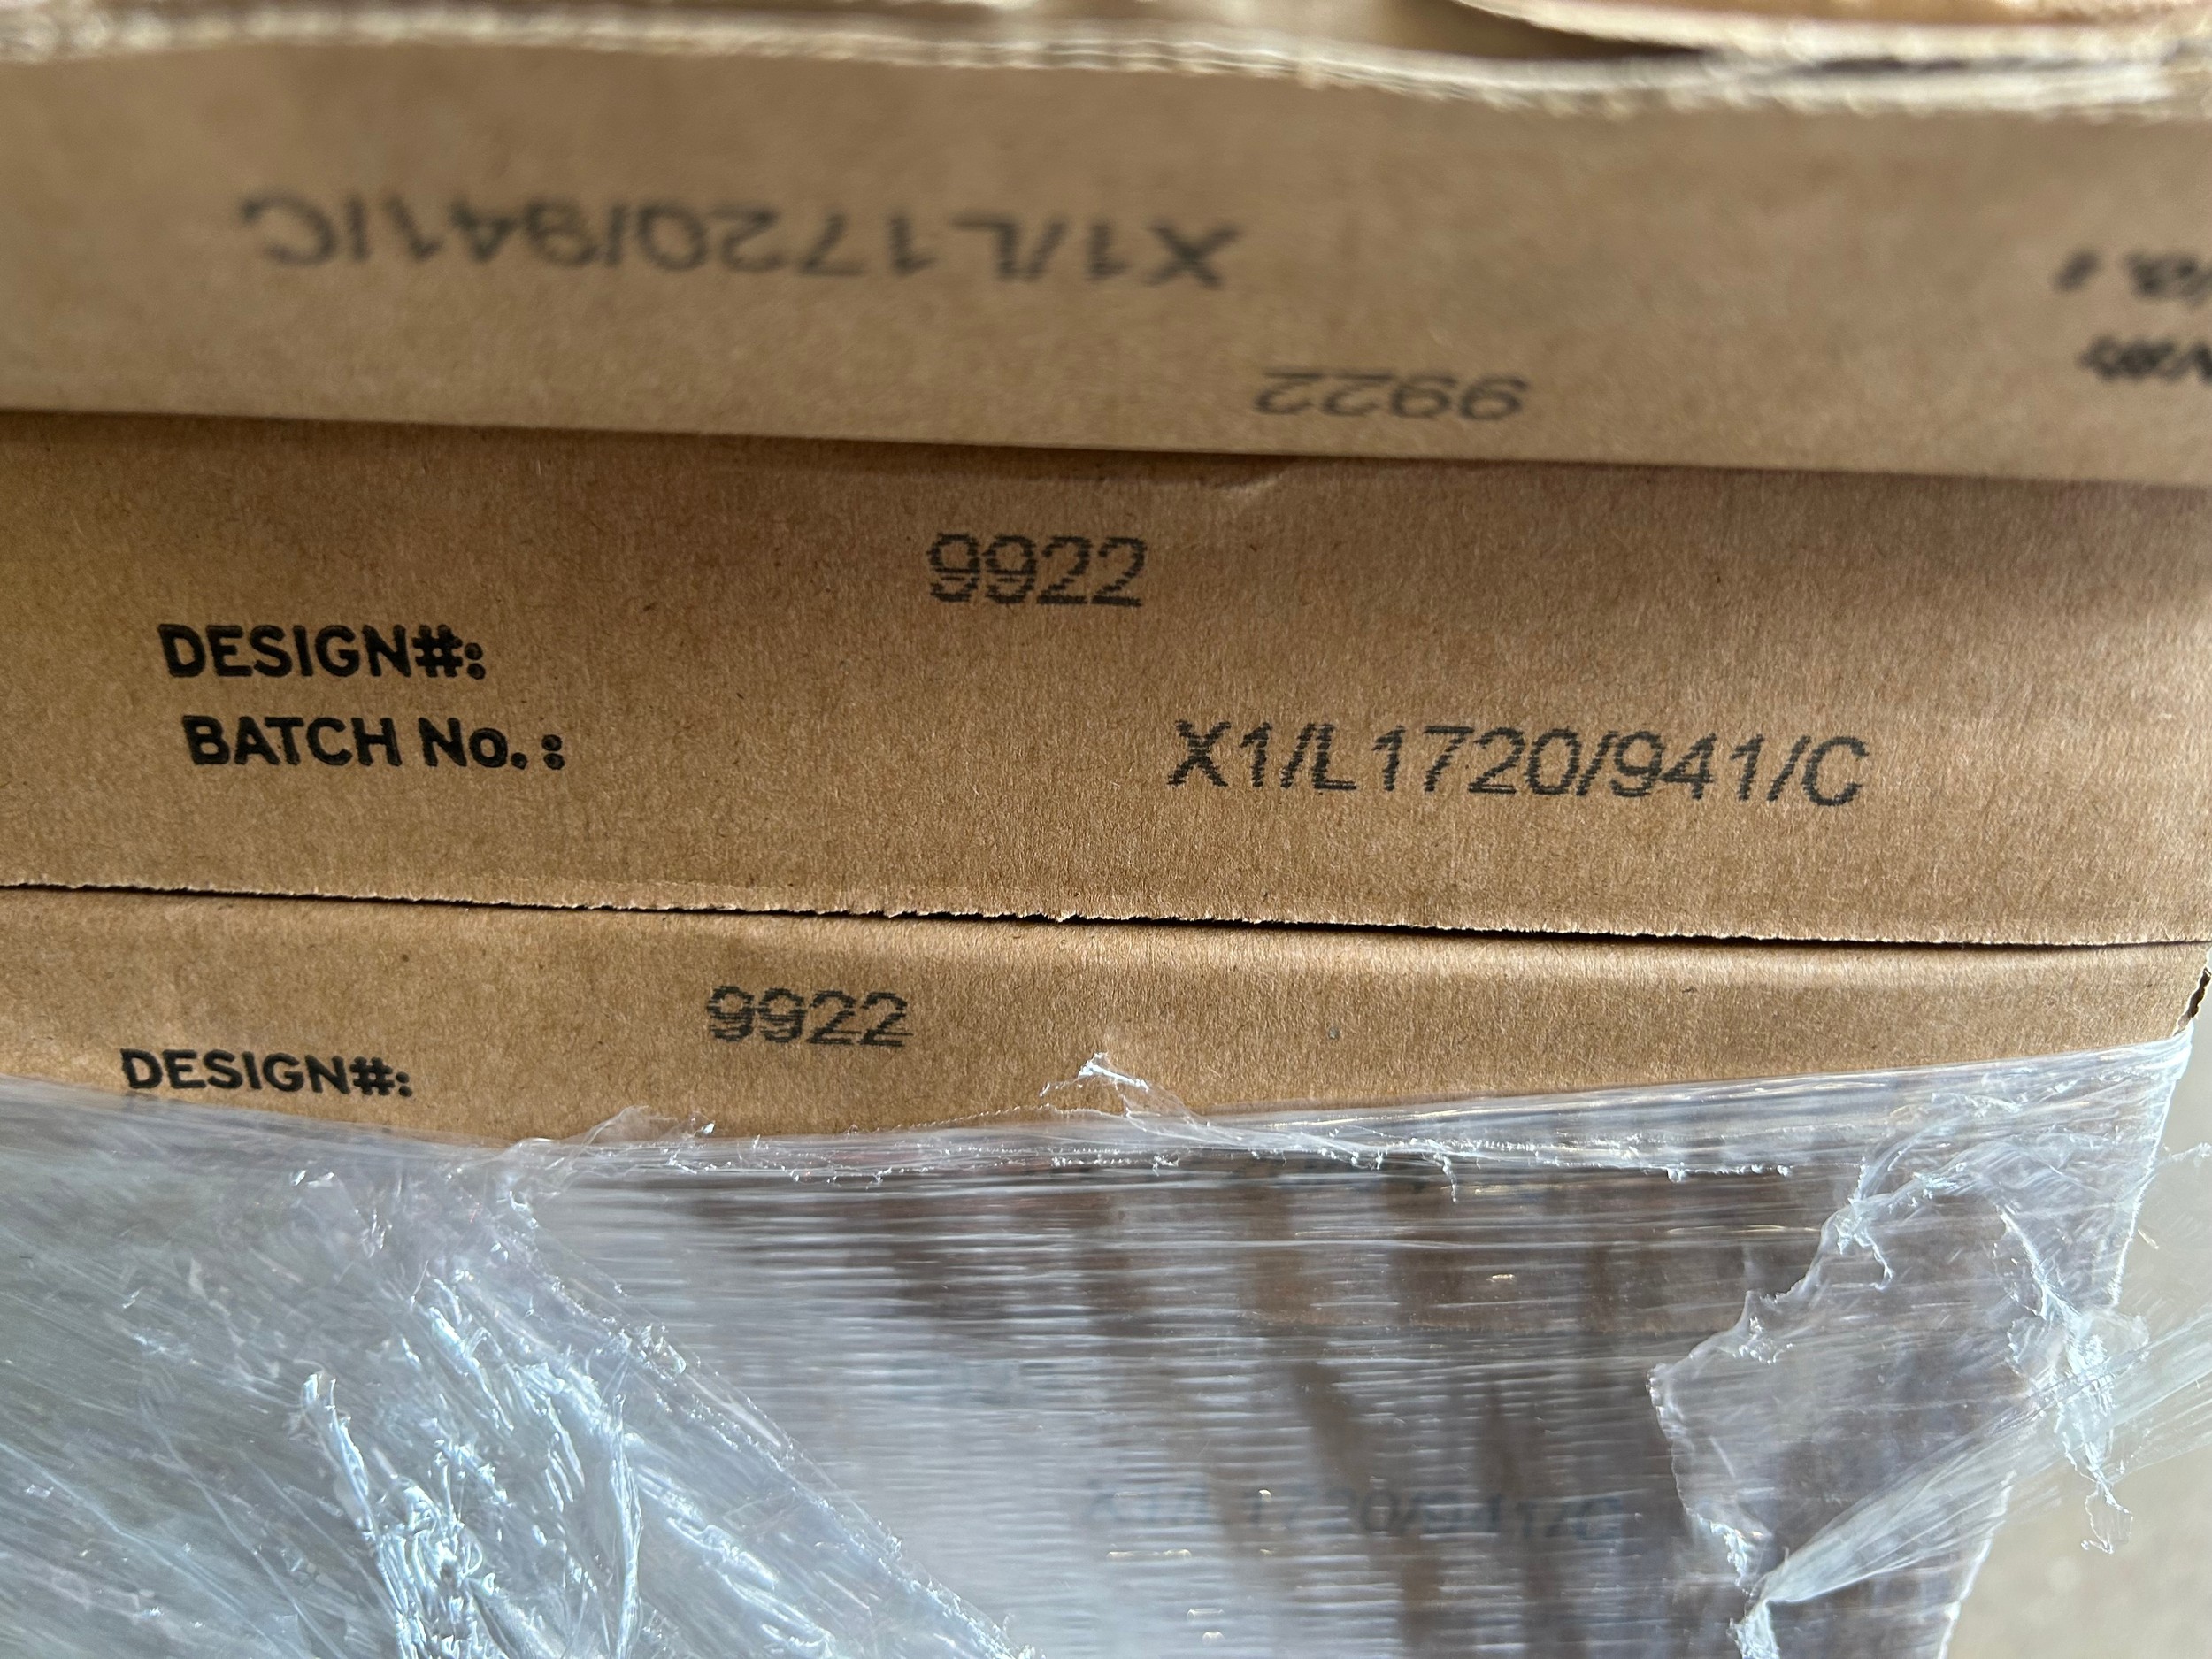 X1/L1720/941/C
9922
9922
DESIGN#:
BATCH No. :
X1/L1720/941/C
9922
DESIGN#: